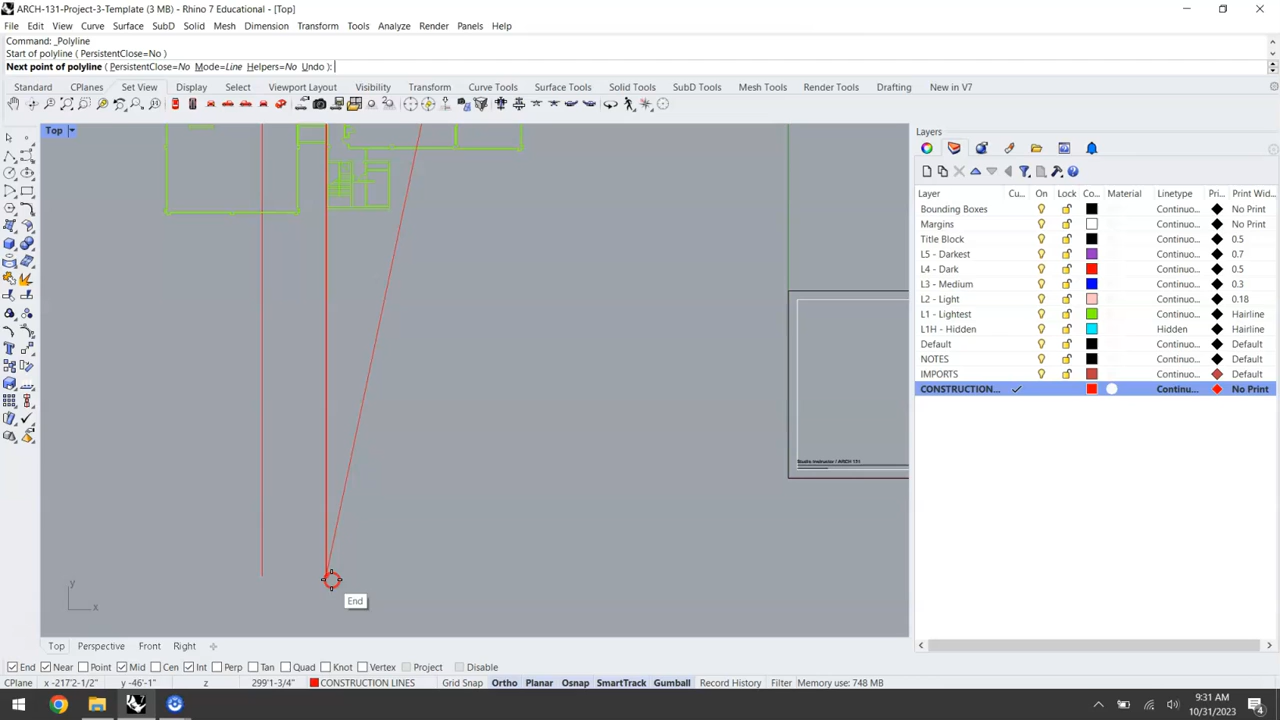 ARCH-131-Project-3-Template (3 MB) - Rhino 7 Educational - [Top]
File Edit View Curve Surface SubD Solid Mesh Dimension Transform Tools Analyze Render Panels Help
Command: _Polyline
Start of polyline ( PersistentClose=No )
Next point of polyline ( PersistentClose=No Mode=Line Helpers=No Undo ):
Standard CPlanes Set View Display Select Viewport Layout Visibility Transform Curve Tools Surface Tools Solid Tools SubD Tools Mesh Tools Render Tools Drafting New in V7
Top
Layers
Layer Cu... On Lock Co... Material Linetype Pri... Print Wid...
Bounding Boxes Continuo... No Print
Margins Continuo... No Print
Title Block Continuo... 0.5
L5 - Darkest Continuo... 0.7
L4 - Dark Continuo... 0.5
L3 - Medium Continuo... 0.3
L2 - Light Continuo... 0.18
L1 - Lightest Continuo... Hairline
L1H - Hidden Hidden Hairline
Default Continuo... Default
NOTES Continuo... Default
IMPORTS Continuo... Default
CONSTRUCTION... Continu... No Print
Studio Instructor / ARCH 131
End
y
x
Top Perspective Front Right
End Near Point Mid Cen Int Perp Tan Quad Knot Vertex Project Disable
CPlane x -217'2-1/2" y -46'-1" z 299'1-3/4" CONSTRUCTION LINES Grid Snap Ortho Planar Osnap SmartTrack Gumball Record History Filter Memory use: 748 MB
9:31 AM
10/31/2023
4